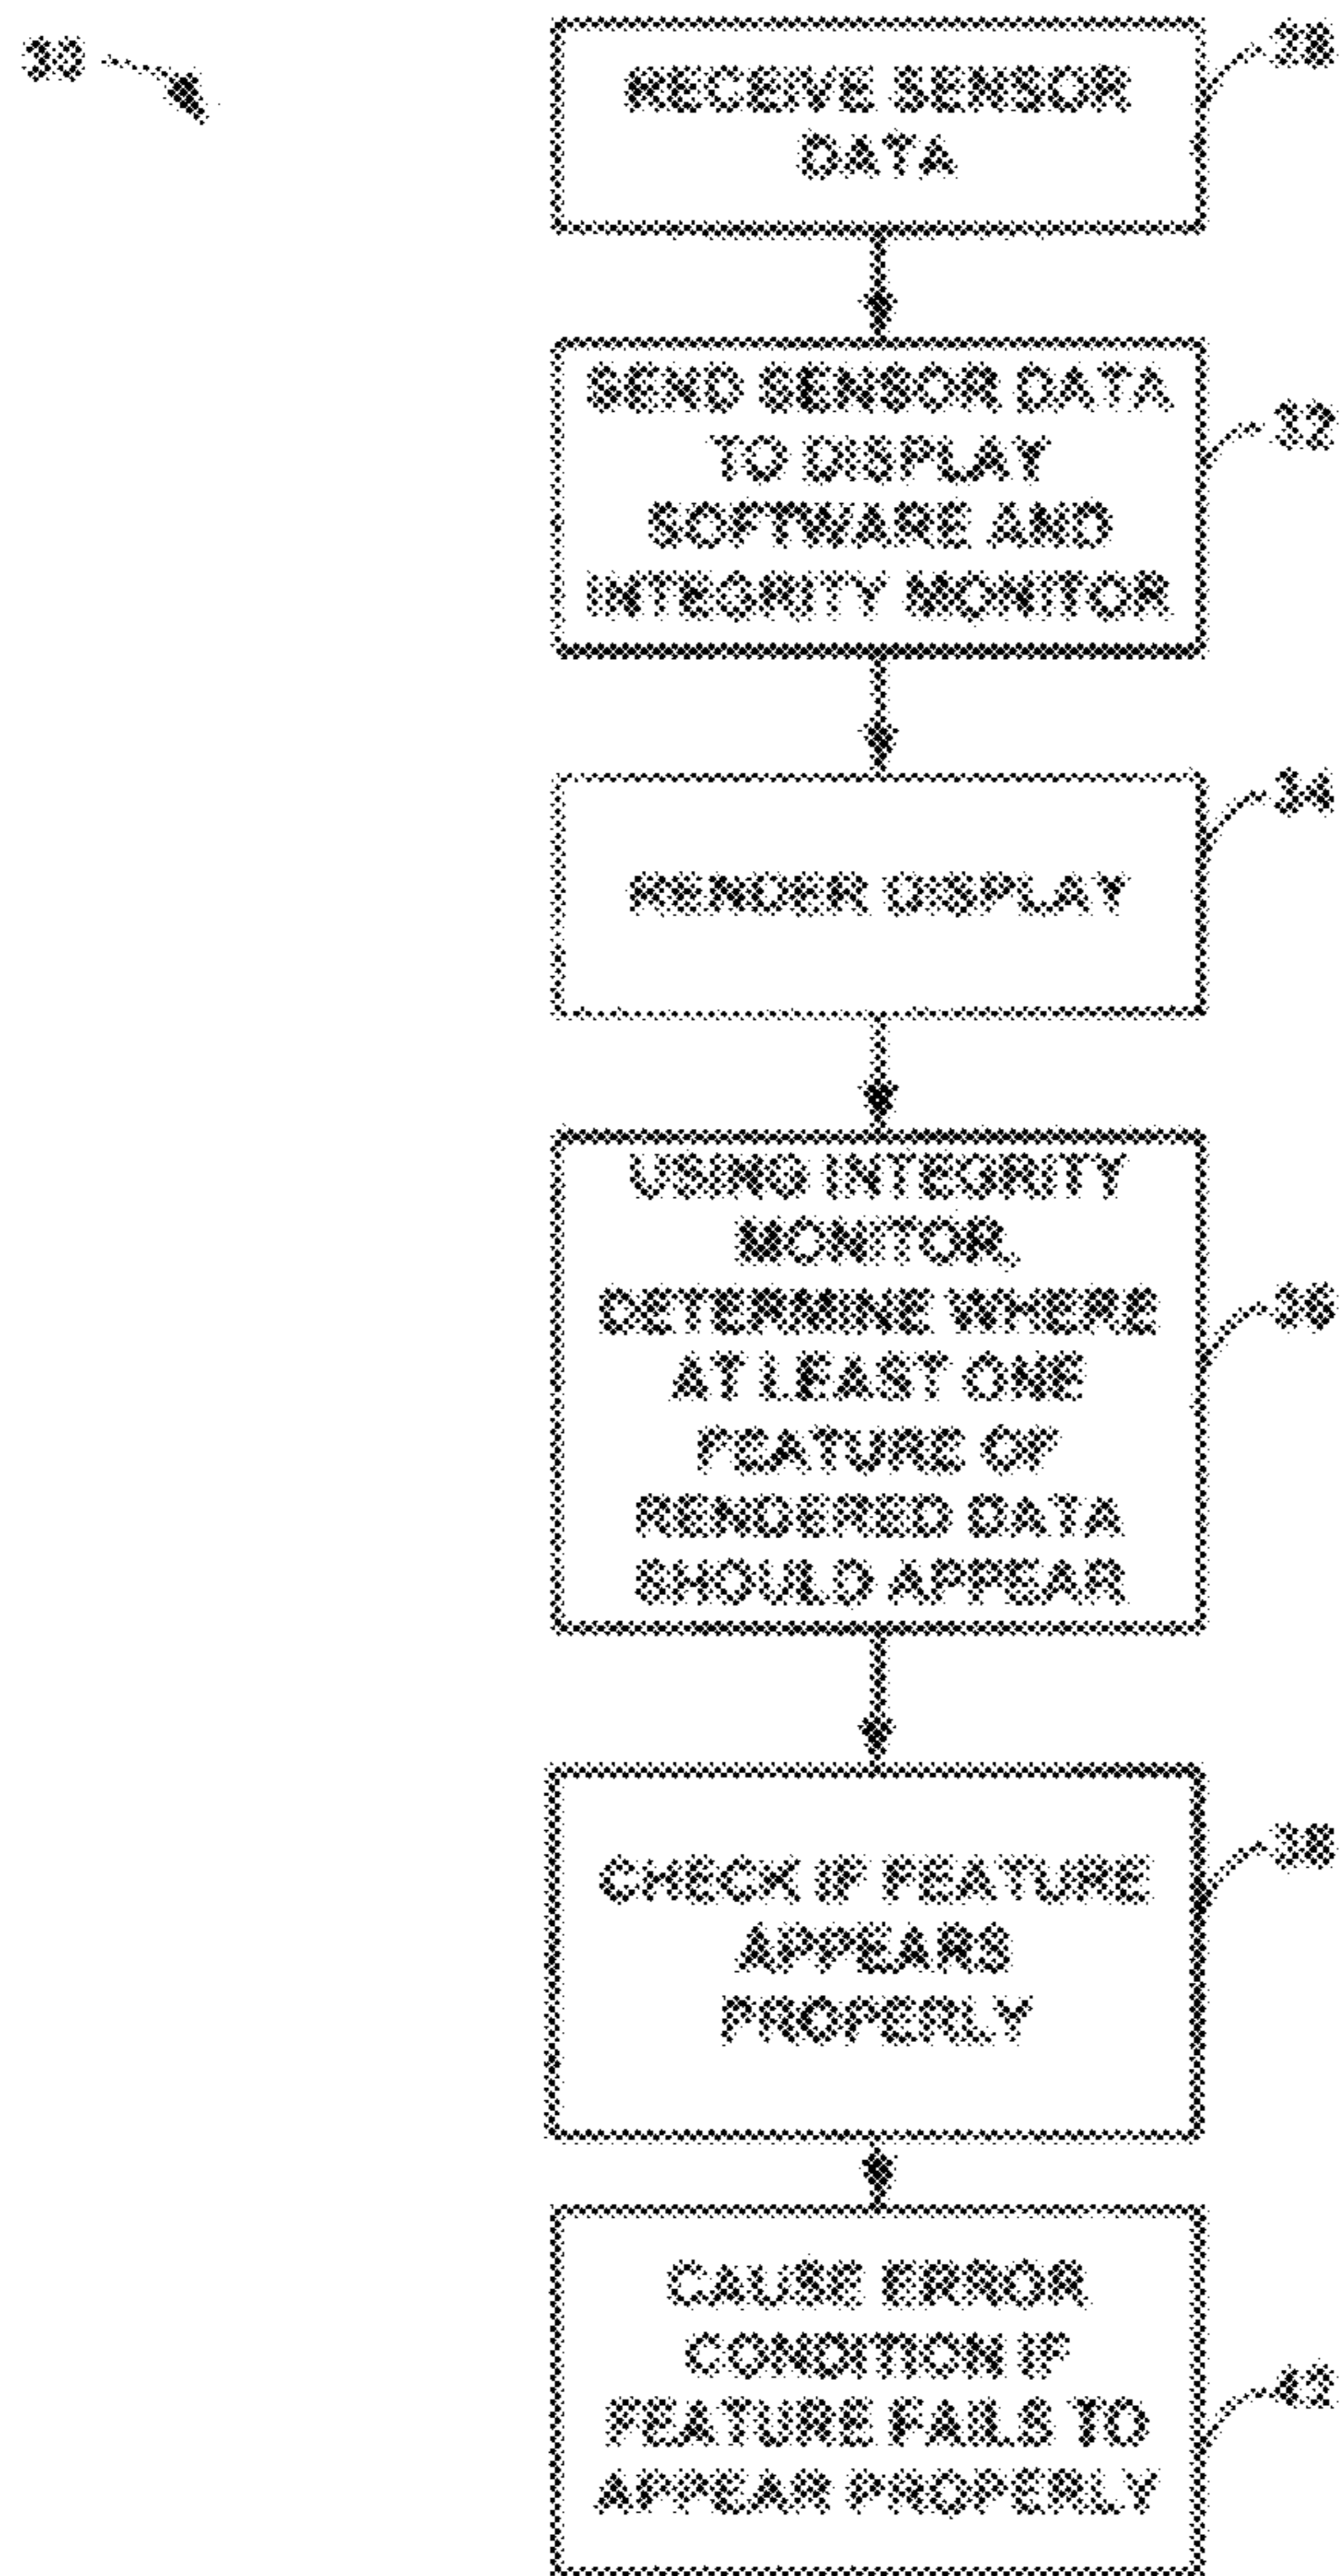 RECEIVE SENSOR
DATA
SEND SENSOR DATA
TO DISPLAY
SOFTWARE AND
INTEGRITY MONITOR
32
RENDER DISPLAY
34
USING INTEGRITY
MONITOR,
DETERMINE WHERE
AT LEAST ONE
FEATURE OF
RENDERED DATA
SHOULD APPEAR
36
CHECK IF FEATURE
APPEARS
PROPERLY
38
CAUSE ERROR
CONDITION IF
FEATURE FAILS TO
APPEAR PROPERLY